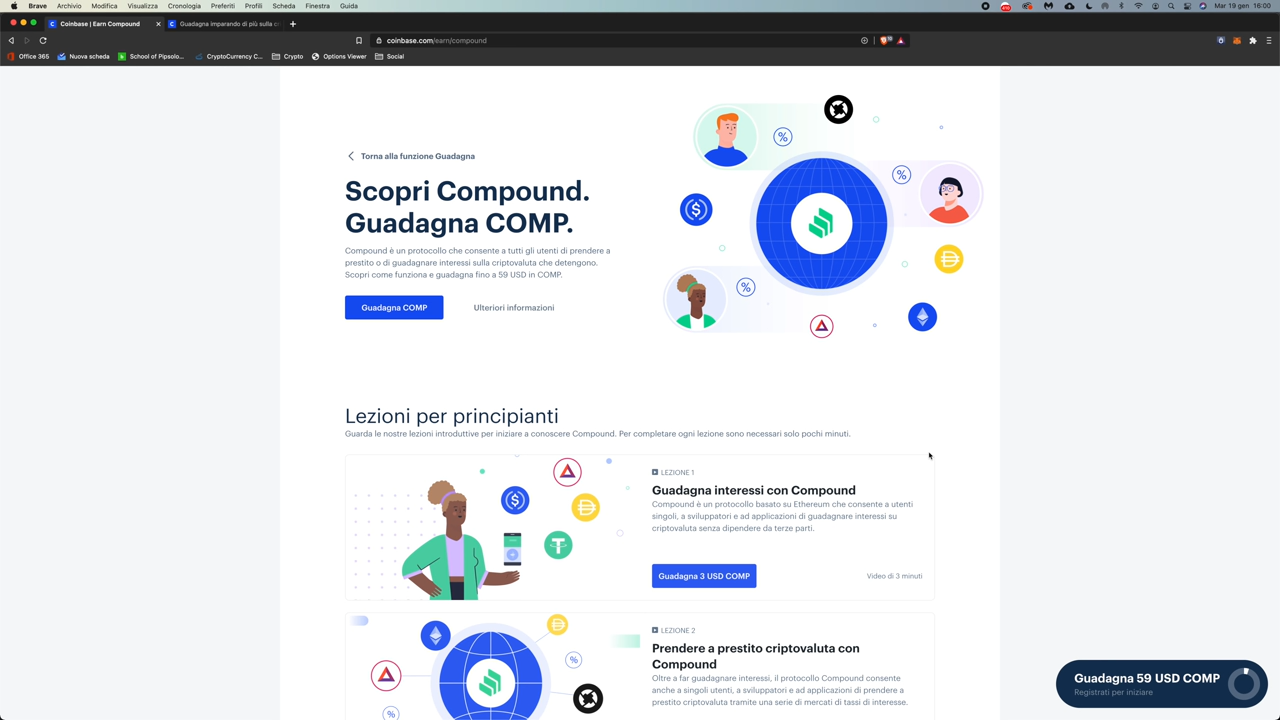 Brave Archivio Modifica Visualizza Cronologia Preferiti Profili Scheda Finestra Guida Mar 19 gen 16:00
Coinbase | Earn Compound
Guadagna imparando di più sulla c
coinbase.com/earn/compound
Office 365 Nuova scheda School of Pipsolo... CryptoCurrency C... Crypto Options Viewer Social
Torna alla funzione Guadagna
Scopri Compound.
Guadagna COMP.
Compound è un protocollo che consente a tutti gli utenti di prendere a
prestito o di guadagnare interessi sulla criptovaluta che detengono.
Scopri come funziona e guadagna fino a 59 USD in COMP.
Guadagna COMP
Ulteriori informazioni
Lezioni per principianti
Guarda le nostre lezioni introduttive per iniziare a conoscere Compound. Per completare ogni lezione sono necessari solo pochi minuti.
LEZIONE 1
Guadagna interessi con Compound
Compound è un protocollo basato su Ethereum che consente a utenti
singoli, a sviluppatori e ad applicazioni di guadagnare interessi su
criptovaluta senza dipendere da terze parti.
Guadagna 3 USD COMP
Video di 3 minuti
LEZIONE 2
Prendere a prestito criptovaluta con
Compound
Oltre a far guadagnare interessi, il protocollo Compound consente
anche a singoli utenti, a sviluppatori e ad applicazioni di prendere a
prestito criptovaluta tramite una serie di mercati di tassi di interesse.
Guadagna 59 USD COMP
Registrati per iniziare